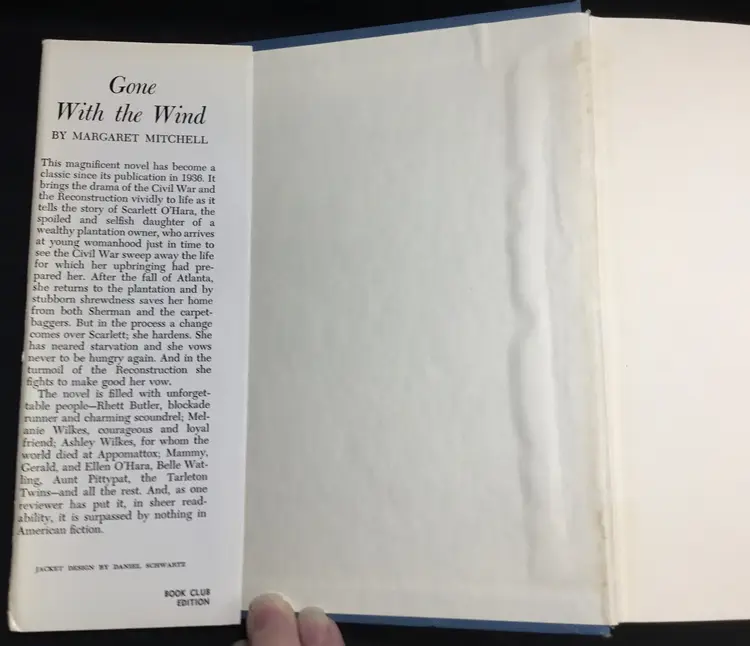 Gone
With the Wind
BY MARGARET MITCHELL
This magnificent novel has become a
classic since its publication in 1936. It
brings the drama of the Civil War and
the Reconstruction vividly to life as it
tells the story of Scarlett O'Hara, the
spoiled and selfish daughter of a
wealthy plantation owner, who arrives
at young womanhood just in time to
see the Civil War sweep away the life
for which her upbringing had pre-
pared her. After the fall of Atlanta,
she returns to the plantation and by
stubborn shrewdness saves her home
from both Sherman and the carpet-
baggers. But in the process a change
comes over Scarlett; she hardens. She
has neared starvation and she vows
never to be hungry again. And in the
turmoil of the Reconstruction she
fights to make good her vow.
The novel is filled with unforget-
table people—Rhett Butler, blockade
runner and charming scoundrel; Mel-
anie Wilkes, courageous and loyal
friend; Ashley Wilkes, for whom the
world died at Appomattox; Mammy,
Gerald, and Ellen O'Hara, Belle Wat-
ling, Aunt Pittypat, the Tarleton
Twins—and all the rest. And, as one
reviewer has put it, in sheer read-
ability, it is surpassed by nothing in
American fiction.
JACKET DESIGN BY DANIEL SCHWARTZ
BOOK CLUB
EDITION